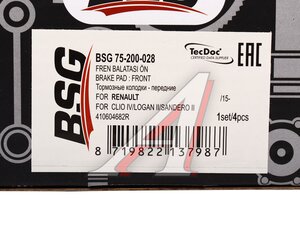 BSG
BSG 75-200-028
FREN BALATASI ÖN
BRAKE PAD : FRONT
Тормозные колодки - передние
FOR RENAULT /15-
FOR CLIO IV/LOGAN II/SANDERO II
410604682R 1set/4pcs
TecDoc
CERTIFIED DATA SUPPLIER
EAC
8 719822 137987
BSG